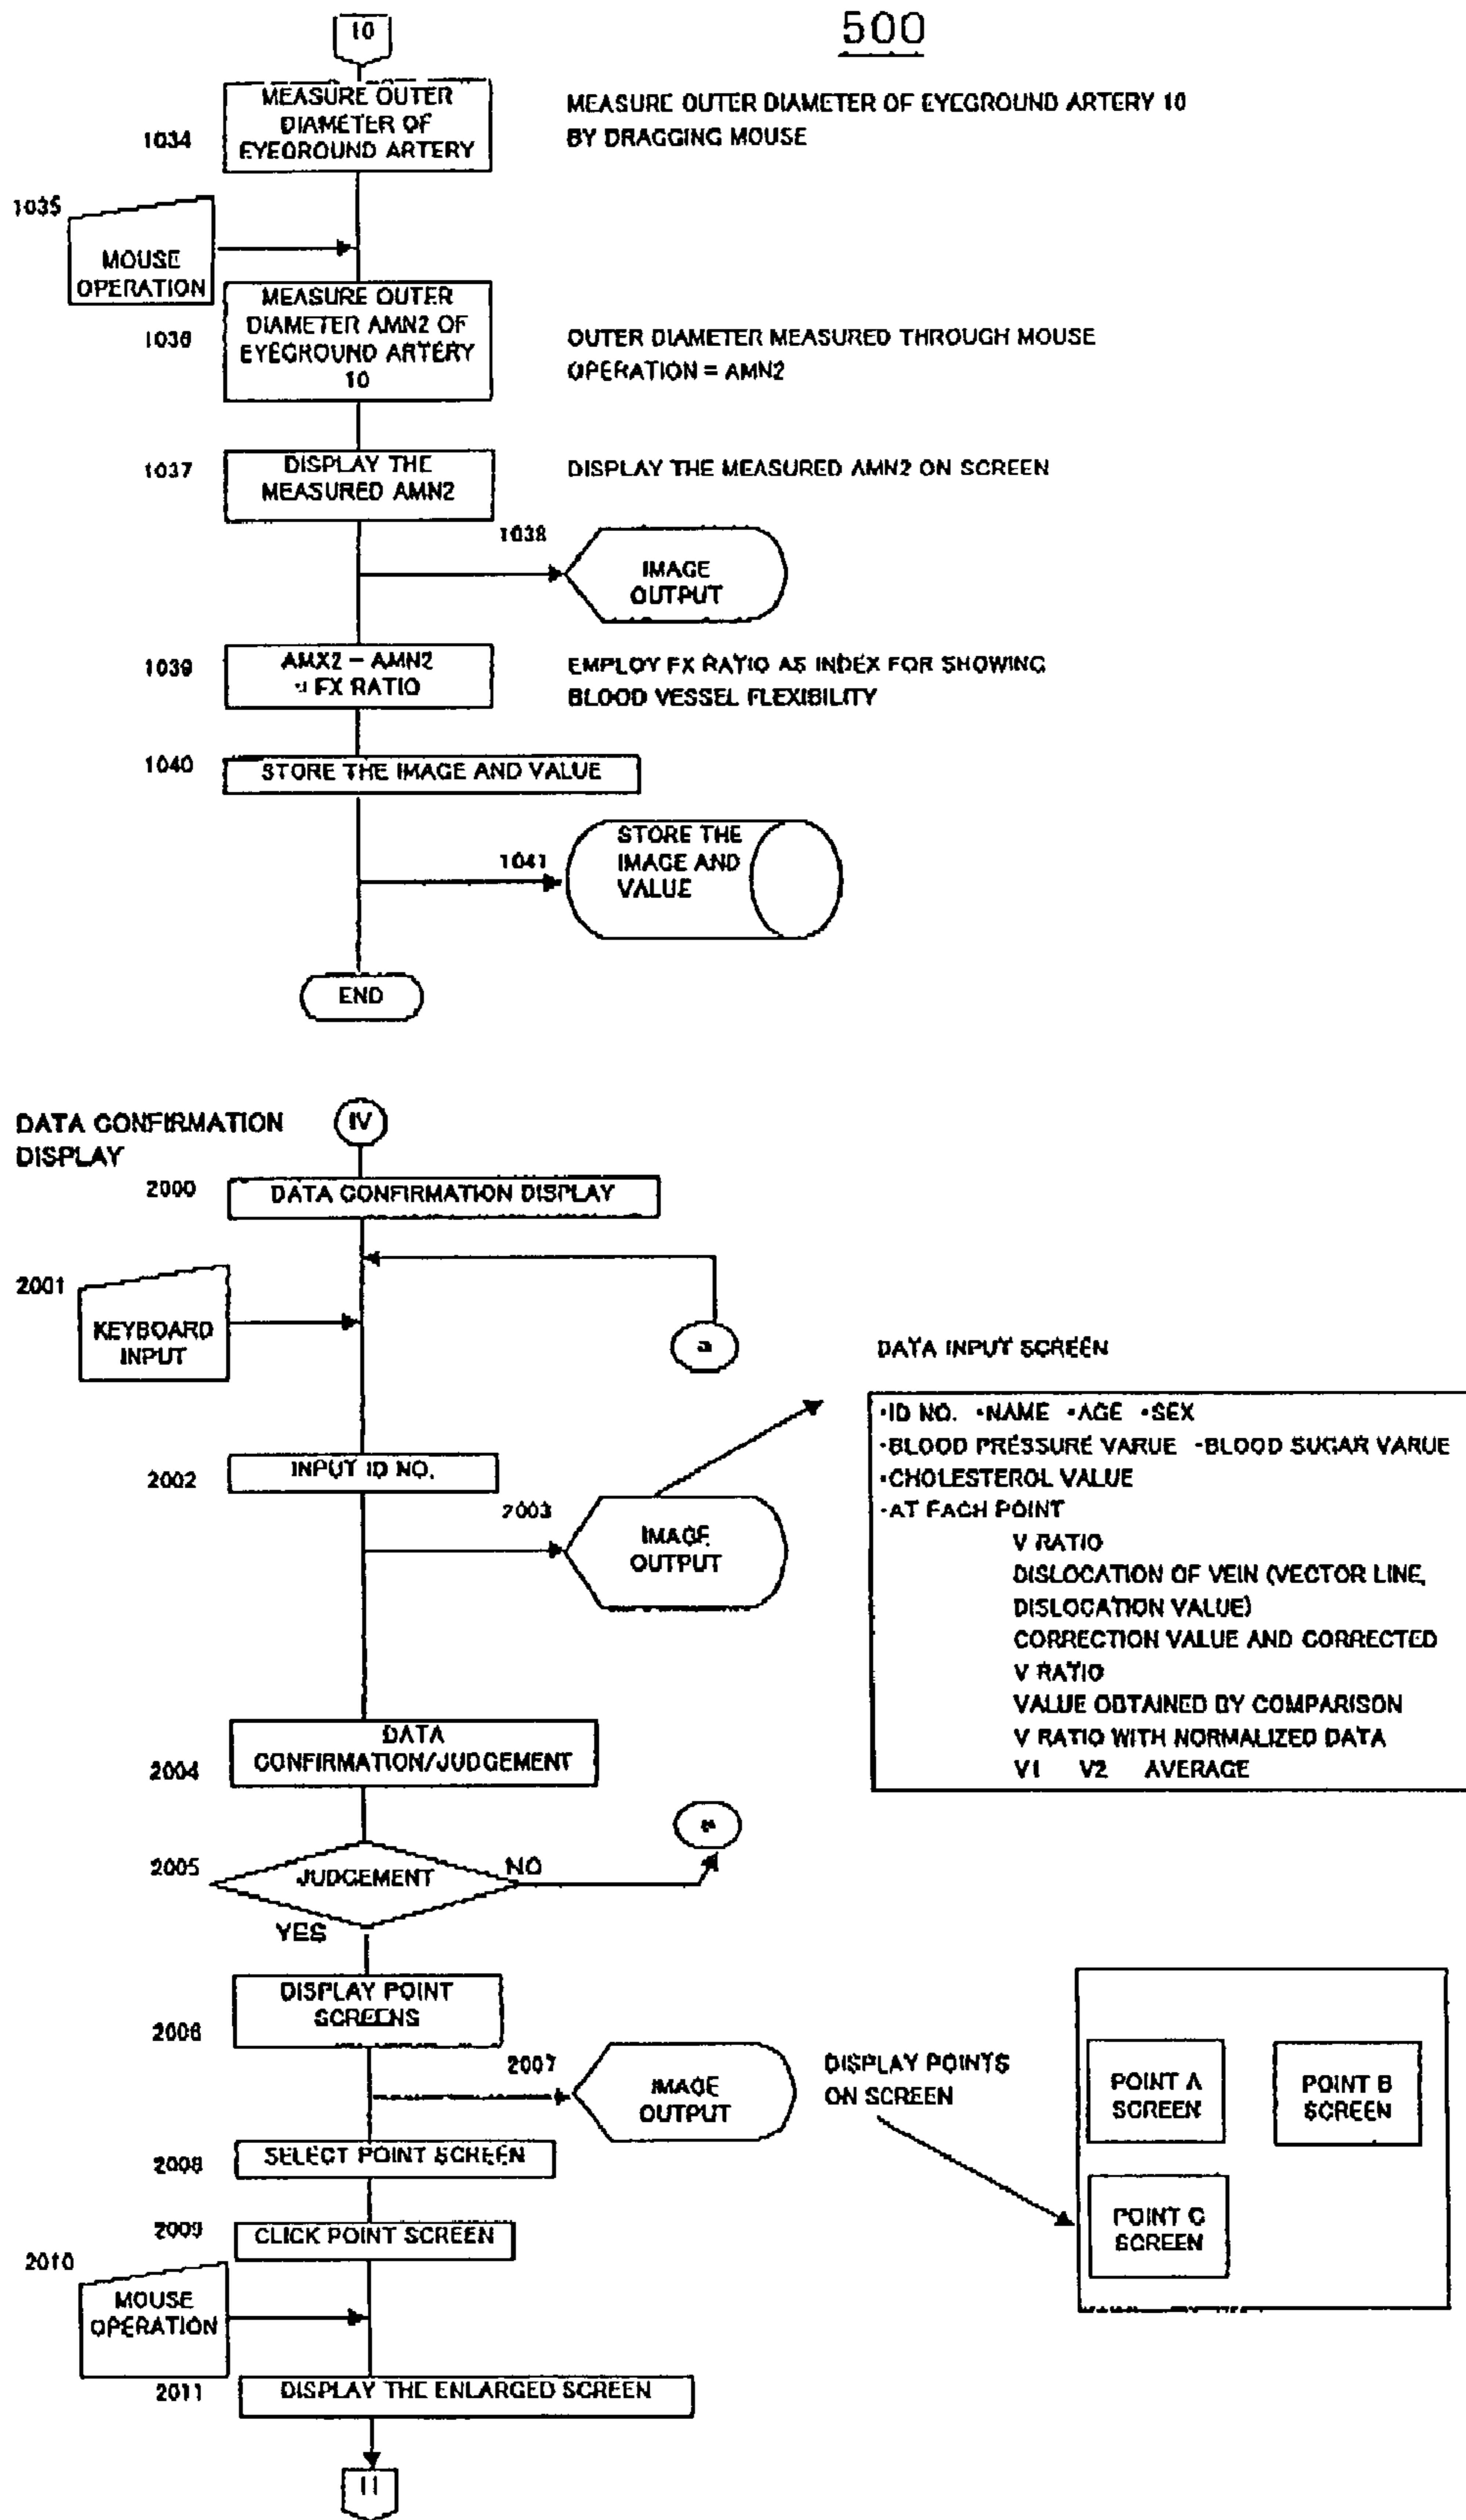 500
10
MEASURE OUTER
DIAMETER OF
EYEGROUND ARTERY
1034
MEASURE OUTER DIAMETER OF EYEGROUND ARTERY 10
BY DRAGGING MOUSE
1035
MOUSE
OPERATION
MEASURE OUTER
DIAMETER AMN2 OF
EYEGROUND ARTERY
10
1036
OUTER DIAMETER MEASURED THROUGH MOUSE
OPERATION = AMN2
1037
DISPLAY THE
MEASURED AMN2
DISPLAY THE MEASURED AMN2 ON SCREEN
1038
IMAGE
OUTPUT
1039
AMX2 - AMN2
= FX RATIO
EMPLOY FX RATIO AS INDEX FOR SHOWING
BLOOD VESSEL FLEXIBILITY
1040
STORE THE IMAGE AND VALUE
1041
STORE THE
IMAGE AND
VALUE
END
DATA CONFIRMATION
DISPLAY
IV
2000
DATA CONFIRMATION DISPLAY
2001
KEYBOARD
INPUT
a
DATA INPUT SCREEN
·ID NO. ·NAME ·AGE ·SEX
·BLOOD PRESSURE VARUE ·BLOOD SUGAR VARUE
·CHOLESTEROL VALUE
·AT EACH POINT
V RATIO
DISLOCATION OF VEIN (VECTOR LINE,
DISLOCATION VALUE)
CORRECTION VALUE AND CORRECTED
V RATIO
VALUE OBTAINED BY COMPARISON
V RATIO WITH NORMALIZED DATA
V1 V2 AVERAGE
2002
INPUT ID NO.
2003
IMAGE
OUTPUT
2004
DATA
CONFIRMATION/JUDGEMENT
2005
JUDGEMENT
NO
YES
2006
DISPLAY POINT
SCREENS
2007
IMAGE
OUTPUT
DISPLAY POINTS
ON SCREEN
POINT A
SCREEN
POINT B
SCREEN
POINT C
SCREEN
2008
SELECT POINT SCREEN
2009
CLICK POINT SCREEN
2010
MOUSE
OPERATION
2011
DISPLAY THE ENLARGED SCREEN
11